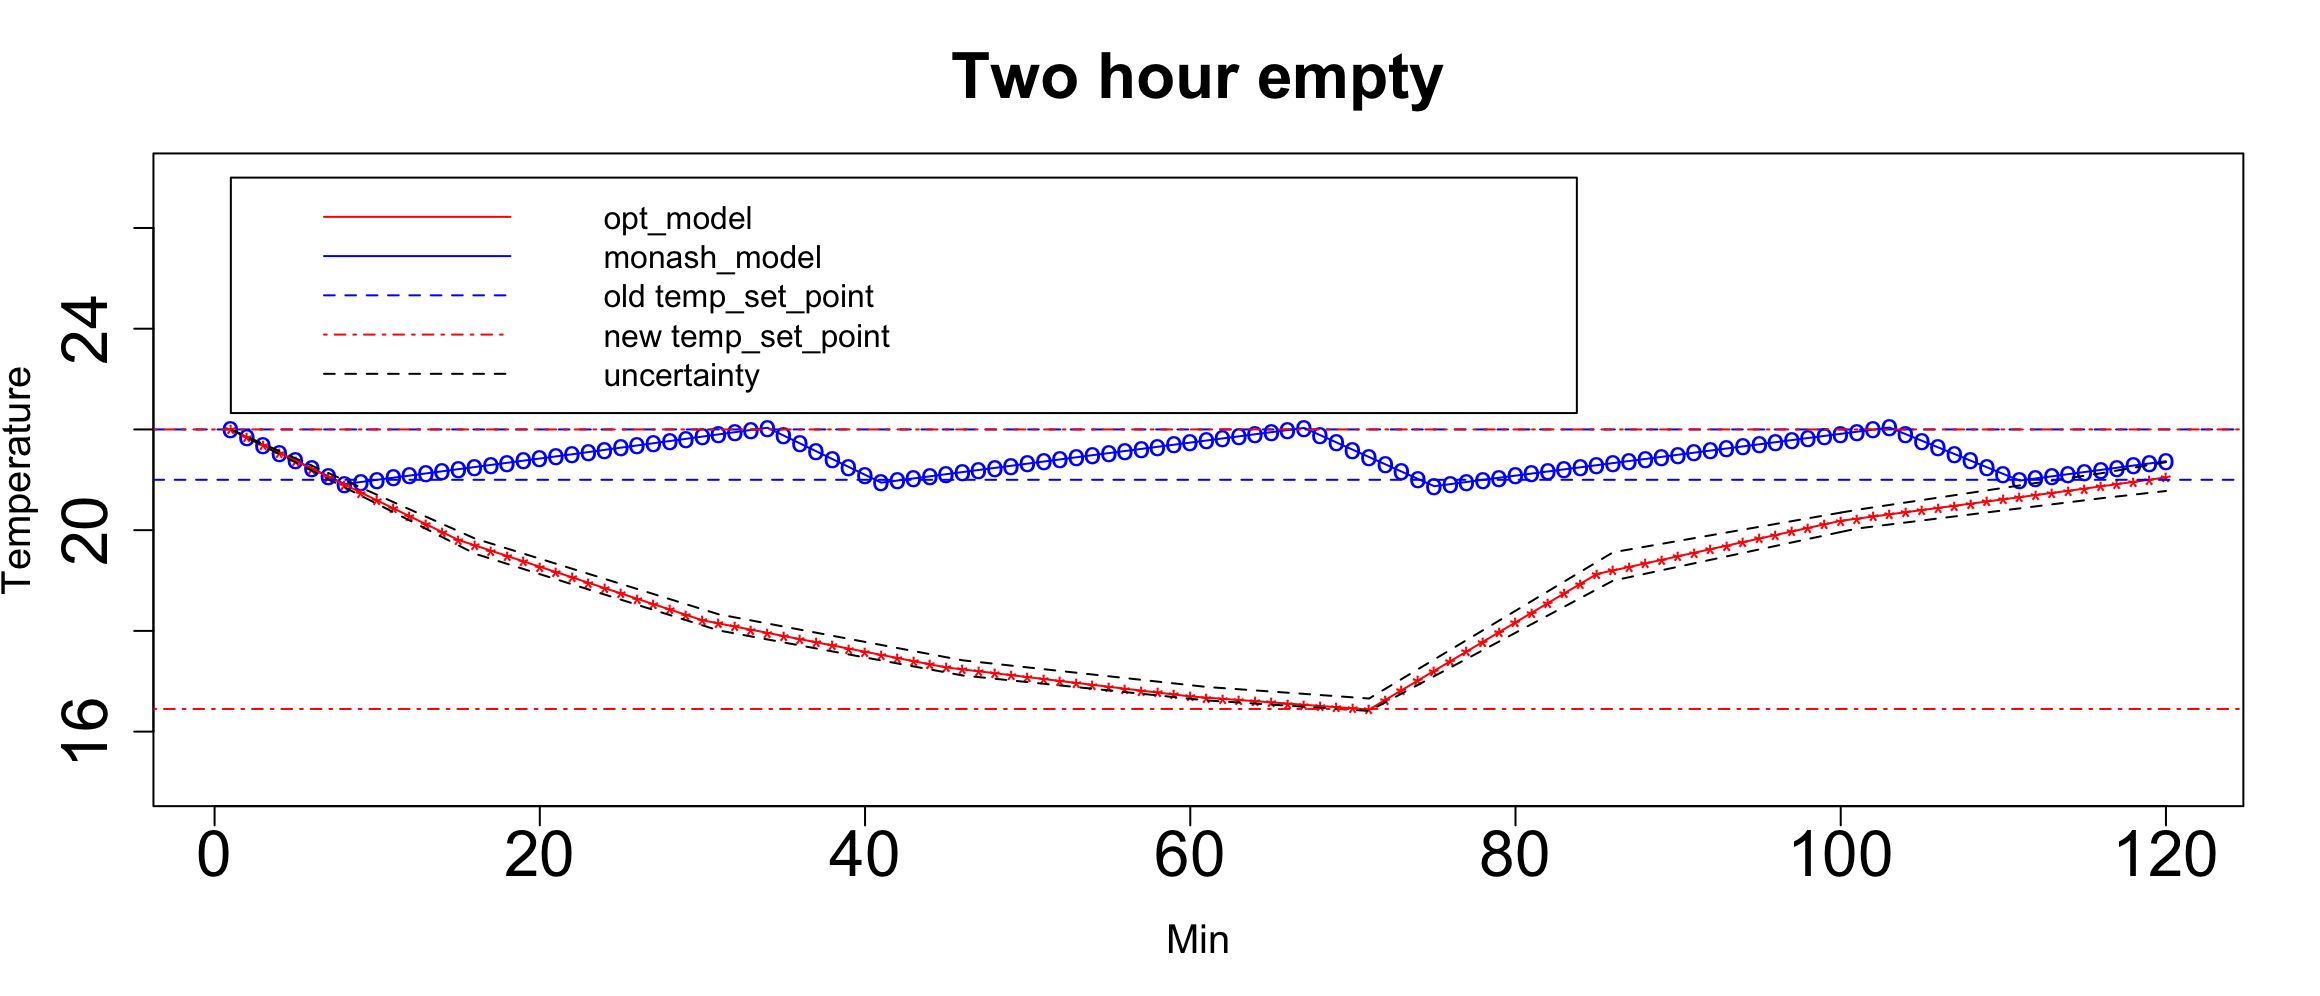 Two hour empty
opt_model
monash_model
old temp_set_point
new temp_set_point
uncertainty
Temperature
24
20
16
0 20 40 60 80 100 120
Min